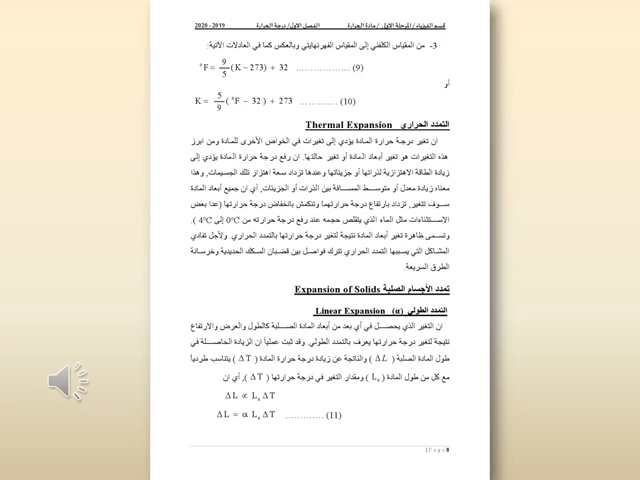 قسم الفيزياء / المرحلة الاولى / مادة الحرارة الفصل الاول/ درجة الحرارة 2019 - 2020
3- من المقياس الكلفني إلى المقياس الفهرنهايتي وبالعكس كما في العادلات الآتية:
°F = 9/5 (K – 273) + 32 .................. (9)
أو
K = 5/9 (°F – 32) + 273 ............ (10)
التمدد الحراري Thermal Expansion
ان تغير درجة حرارة المادة يؤدي إلى تغيرات في الخواص الأخرى للمادة ومن ابرز
هذه التغيرات هو تغير أبعاد المادة أو تغير حالتها. ان رفع درجة حرارة المادة يؤدي إلى
زيادة الطاقة الاهتزازية لذراتها أو جزيئاتها وعندها تزداد سعة اهتزاز تلك الجسيمات، وهذا
معناه زيادة معدل أو متوسط المسافة بين الذرات أو الجزيئات، أي ان جميع أبعاد المادة
سوف تتغير، تزداد بارتفاع درجة حرارتهما وتنكمش بانخفاض درجة حرارتها (عدا بعض
الاستثناءات مثل الماء الذي يتقلص حجمه عند رفع درجة حرارته من 0°C إلى 4°C ).
وتسمى ظاهرة تغير أبعاد المادة نتيجة لتغير درجة حرارتها بالتمدد الحراري. ولأجل تفادي
المشاكل التي يسببها التمدد الحراري تترك فواصل بين قضبان السكك الحديدية وخرسانة
الطرق السريعة.
تمدد الأجسام الصلبة Expansion of Solids
التمدد الطولي Linear Expansion (α)
ان التغير الذي يحصل في أي بعد من أبعاد المادة الصلبة كالطول والعرض والارتفاع
نتيجة لتغير درجة حرارتها يعرف بالتمدد الطولي. وقد ثبت عملياً ان الزيادة الحاصلة في
طول المادة الصلبة ( ΔL ) والناتجة عن زيادة درجة حرارة المادة ( ΔT ) يتناسب طردياً
مع كل من طول المادة ( L₀ ) ومقدار التغير في درجة حرارتها ( ΔT )، أي ان
ΔL ∝ L₀ ΔT
ΔL = α L₀ ΔT ............ (11)
| P a g e 8